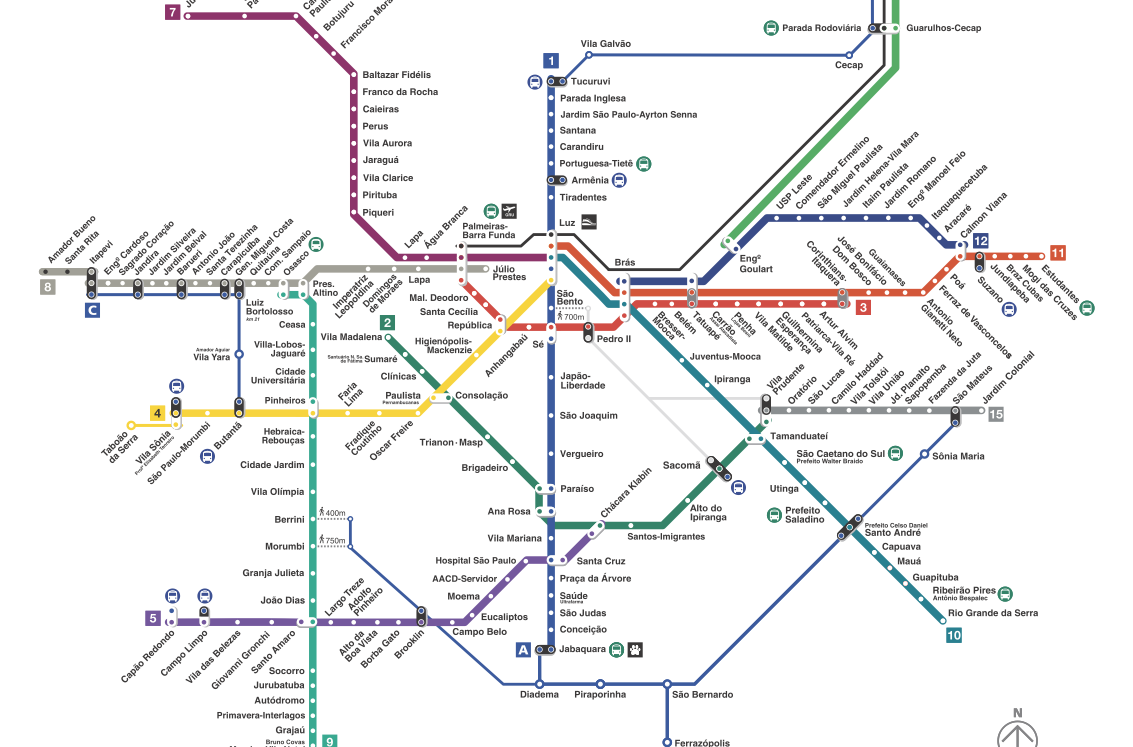 7
Botujuru
Francisco Mora
Parada Rodoviária
Guarulhos-Cecap
Vila Galvão
Cecap
1
Tucuruvi
Baltazar Fidélis
Franco da Rocha
Caieiras
Perus
Vila Aurora
Jaraguá
Vila Clarice
Pirituba
Piqueri
Parada Inglesa
Jardim São Paulo-Ayrton Senna
Santana
Carandiru
Portuguesa-Tietê
Armênia
Tiradentes
Luz
USP Leste
Comendador Ermelino
São Miguel Paulista
Jardim Helena-Vila Mara
Itaim Paulista
Jardim Romano
Engº Manoel Feio
Itaquaquecetuba
Aracaré
Calmon Viana
12
11
Lapa
Água Branca
Palmeiras-
Barra Funda
GRU
Brás
Engº
Goulart
Amador Bueno
Santa Rita
Itapevi
Engº Cardoso
Sagrado Coração
Jardim Silveira
Jardim Belval
Barueri
Antonio João
Santa Terezinha
Carapicuíba
Gen. Miguel Costa
Quitaúna
Com. Sampaio
Osasco
8
C
Luiz
Bortolosso
km 21
Pres.
Altino
Imperatriz
Leopoldina
Domingos
de Moraes
Lapa
Júlio
Prestes
Mal. Deodoro
Santa Cecília
República
Higienópolis-
Mackenzie
Anhangabaú
São
Bento
700m
Sé
Pedro II
Bresser-
Mooca
Belém
Tatuapé
Carrão
Penha
Vila Matilde
Guilhermina
Esperança
Patriarca-Vila Ré
Artur Alvim
3
Corinthians-
Itaquera
Dom Bosco
José Bonifácio
Guaianases
Antonio
Gianetti Neto
Ferraz de Vasconcelos
Poá
Suzano
Jundiapeba
Braz Cubas
Mogi das Cruzes
Estudantes
Ceasa
Villa-Lobos-
Jaguaré
Cidade
Universitária
Pinheiros
Hebraica-
Rebouças
Cidade Jardim
Vila Olímpia
Berrini
400m
Morumbi
750m
Granja Julieta
João Dias
Amador Aguiar
Vila Yara
2
Vila Madalena
Santuário N. Sa.
de Fátima
Sumaré
Clínicas
Paulista
Pernambucanas
Consolação
Faria
Lima
Fradique
Coutinho
Oscar Freire
4
Taboão
da Serra
Vila Sônia
São Paulo-Morumbi
Butantã
Trianon-Masp
Brigadeiro
Paraíso
Ana Rosa
Vila Mariana
Chácara Klabin
Santos-Imigrantes
Alto do
Ipiranga
Sacomã
Japão-
Liberdade
São Joaquim
Vergueiro
Juventus-Mooca
Ipiranga
Tamanduateí
Vila
Prudente
Oratório
São Lucas
Camilo Haddad
Vila Tolstói
Vila União
Jd. Planalto
Sapopemba
Fazenda da Juta
São Mateus
Jardim Colonial
15
São Caetano do Sul
Prefeito Walter Braido
Utinga
Prefeito
Saladino
Sônia Maria
Prefeito Celso Daniel
Santo André
Capuava
Mauá
Guapituba
Ribeirão Pires
Antônio Bespalec
Rio Grande da Serra
10
Hospital São Paulo
AACD-Servidor
Moema
Eucaliptos
Campo Belo
Santa Cruz
Praça da Árvore
Saúde
Ultrafarma
São Judas
Conceição
A
Jabaquara
5
Capão Redondo
Campo Limpo
Vila das Belezas
Giovanni Gronchi
Santo Amaro
Largo Treze
Adolfo
Pinheiro
Alto da
Boa Vista
Borba Gato
Brooklin
Socorro
Jurubatuba
Autódromo
Primavera-Interlagos
Grajaú
Bruno Covas
9
Diadema
Piraporinha
São Bernardo
Ferrazópolis
N